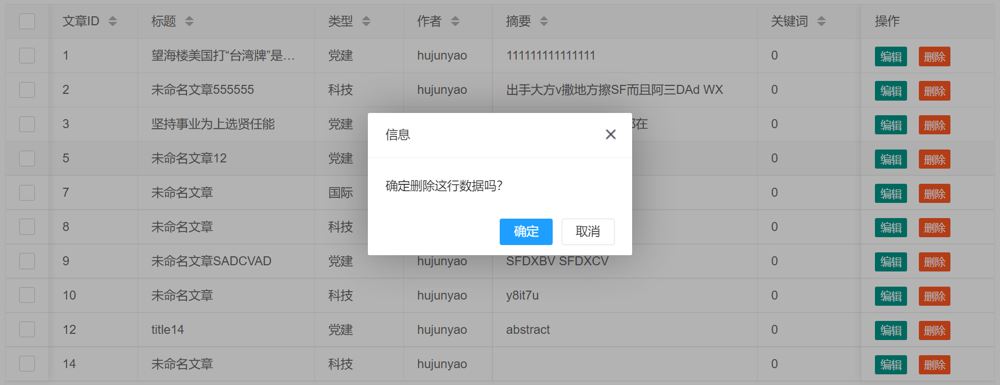 文章ID 标题 类型 作者 摘要 关键词 操作
1 望海楼美国打“台湾牌”是... 党建 hujunyao 111111111111111 0 编辑 删除
2 未命名文章555555 科技 hujunyao 出手大方v撒地方擦SF而且阿三DAd WX 0 编辑 删除
3 坚持事业为上选贤任能 党建 在 0 编辑 删除
信息
5 未命名文章12 党建 0 编辑 删除
7 未命名文章 国际 0 编辑 删除
确定删除这行数据吗?
8 未命名文章 科技 0 编辑 删除
确定 取消
9 未命名文章SADCVAD 党建 hujunyao SFDXBV SFDXCV 0 编辑 删除
10 未命名文章 科技 hujunyao y8it7u 0 编辑 删除
12 title14 党建 hujunyao abstract 0 编辑 删除
14 未命名文章 科技 hujunyao 0 编辑 删除